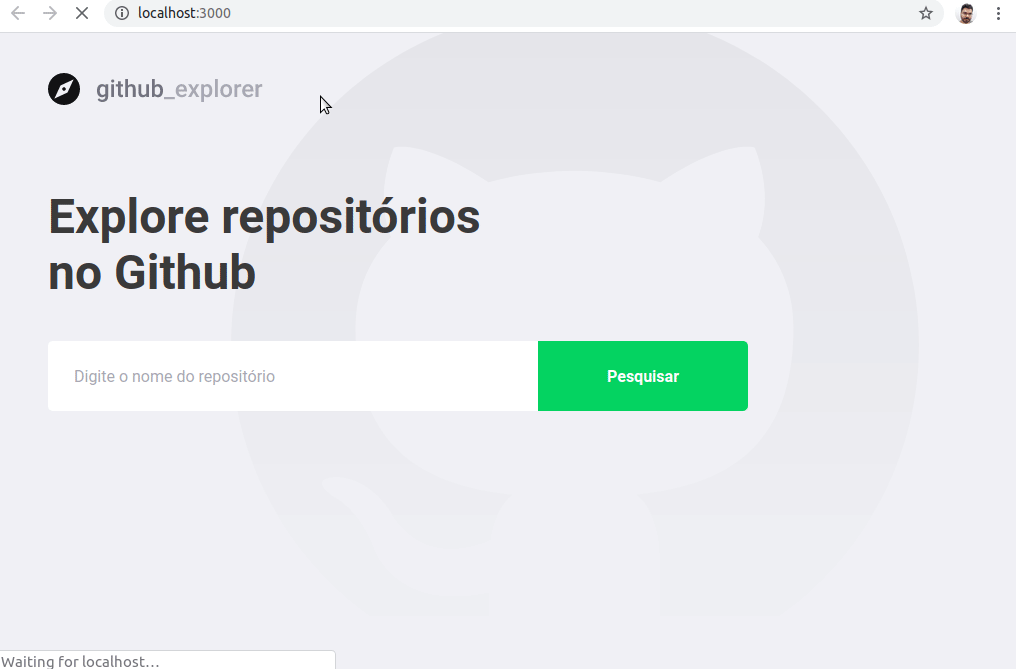 localhost:3000
github_explorer
Explore repositórios
no Github
Digite o nome do repositório
Pesquisar
Waiting for localhost…